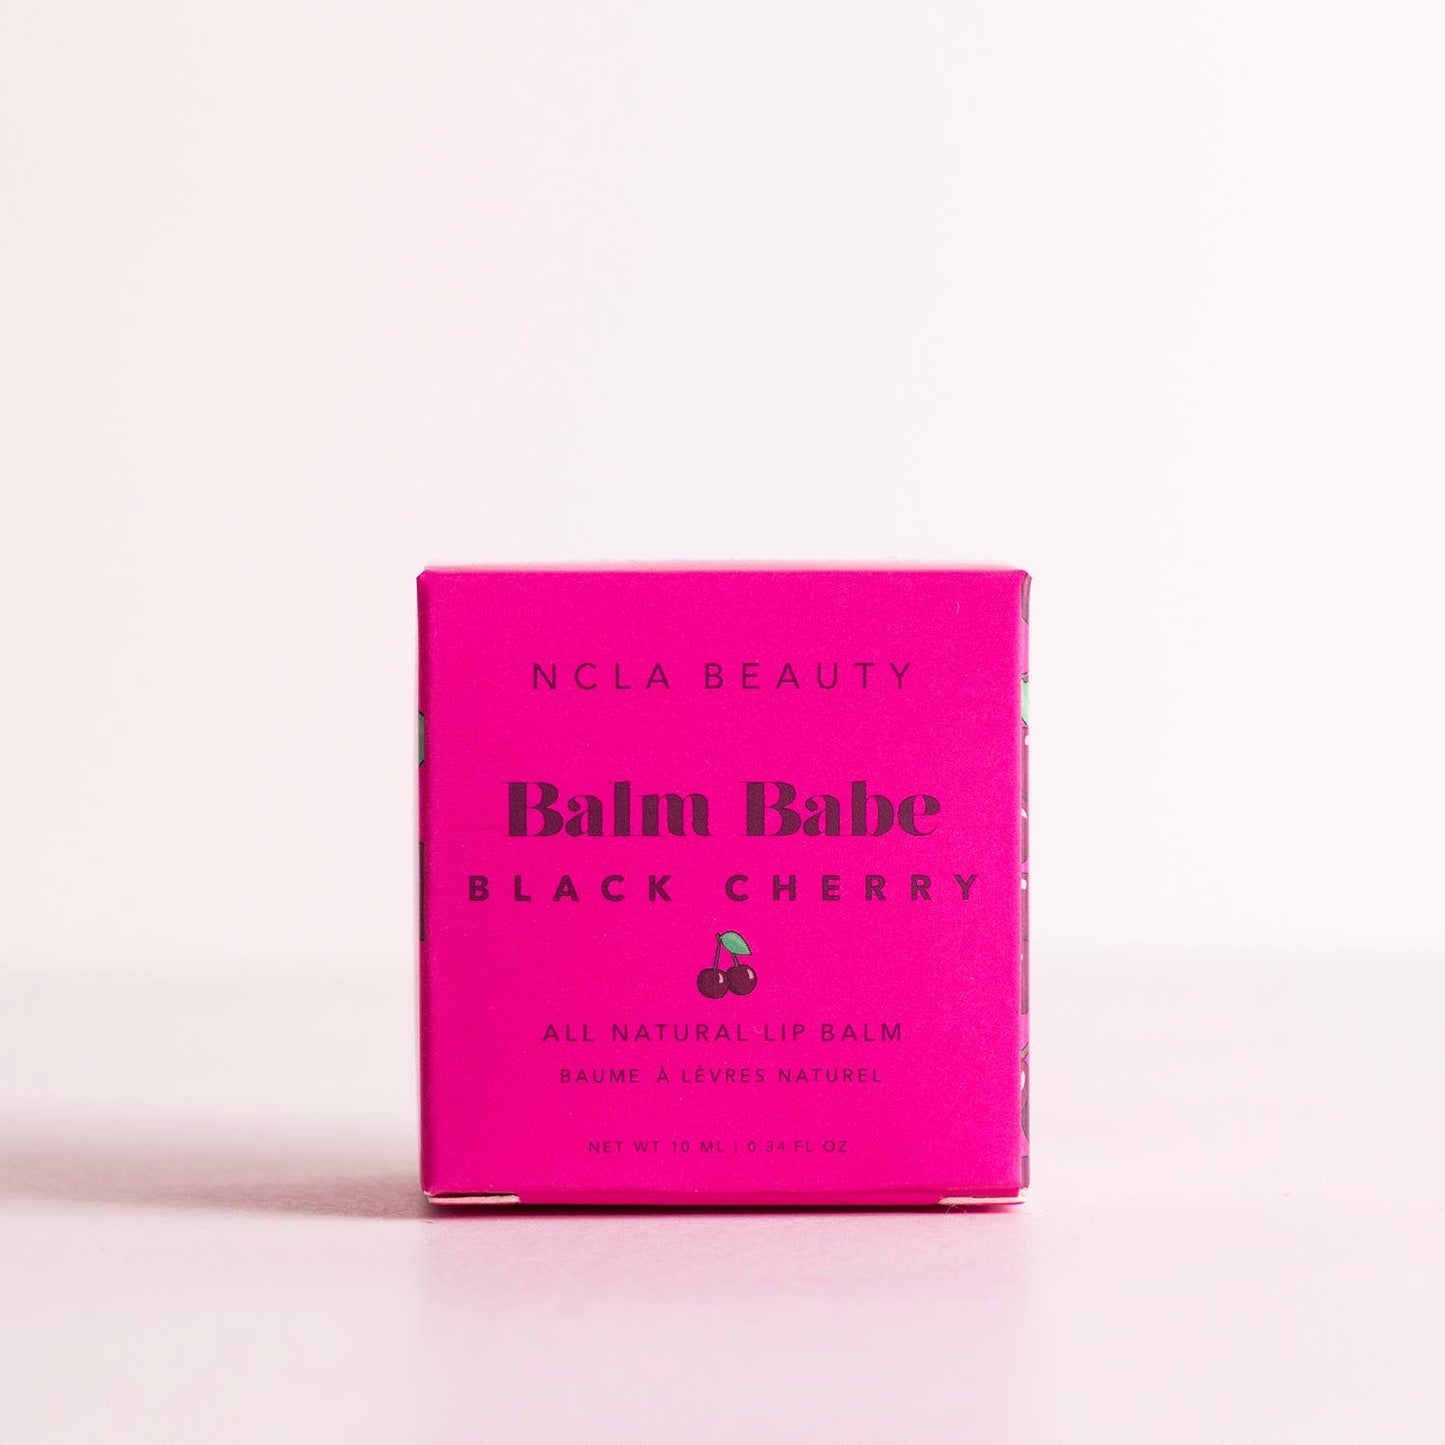 NCLA BEAUTY
Balm Babe
BLACK CHERRY
ALL NATURAL LIP BALM
BAUME À LÈVRES NATUREL
NET WT 10 ML | 0.34 FL OZ